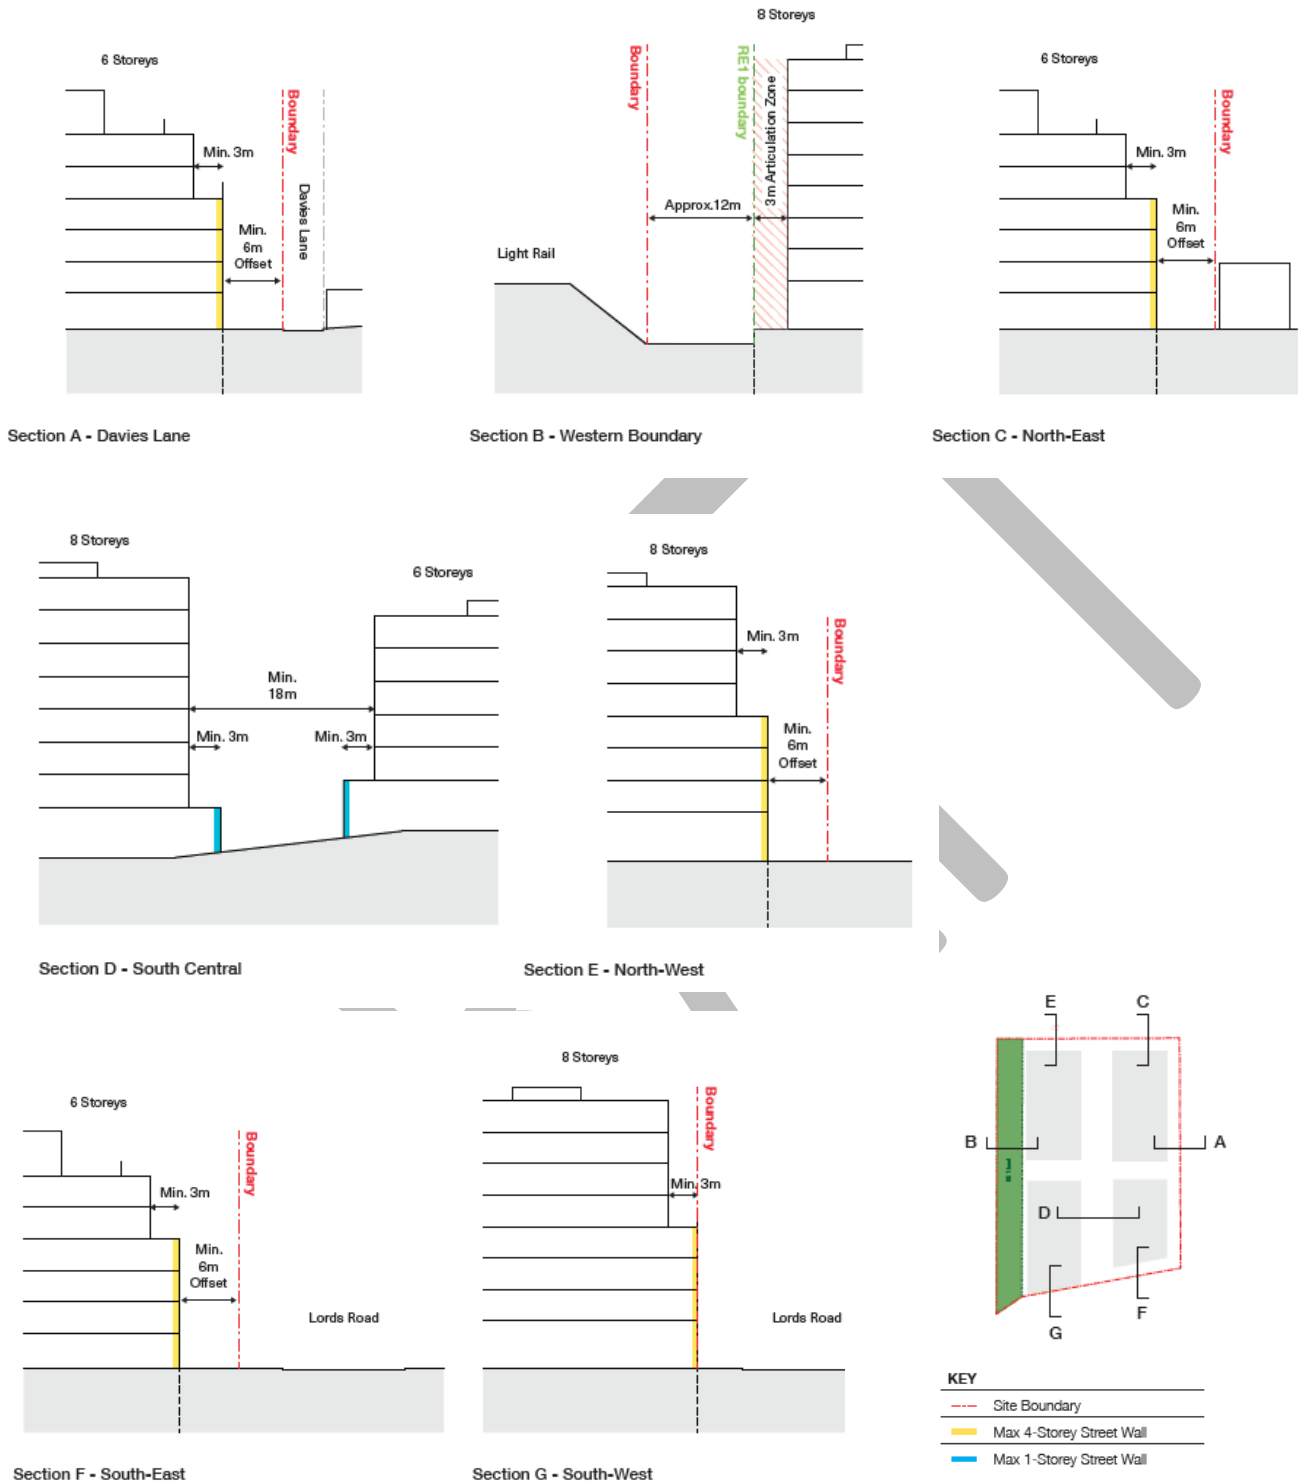 8 Storeys
6 Storeys
Boundary
Min. 3m
Davies Lane
Min.
6m
Offset
Section A - Davies Lane
Boundary
RE1 boundary
3m Articulation Zone
Approx.12m
Light Rail
Section B - Western Boundary
6 Storeys
Boundary
Min. 3m
Min.
6m
Offset
Section C - North-East
8 Storeys
6 Storeys
Min.
18m
Min. 3m
Min. 3m
Section D - South Central
8 Storeys
Boundary
Min. 3m
Min.
6m
Offset
Section E - North-West
6 Storeys
Boundary
Min. 3m
Min.
6m
Offset
Lords Road
Section F - South-East
8 Storeys
Boundary
Min. 3m
Lords Road
Section G - South-West
E
C
B
A
D
F
G
KEY
Site Boundary
Max 4-Storey Street Wall
Max 1-Storey Street Wall